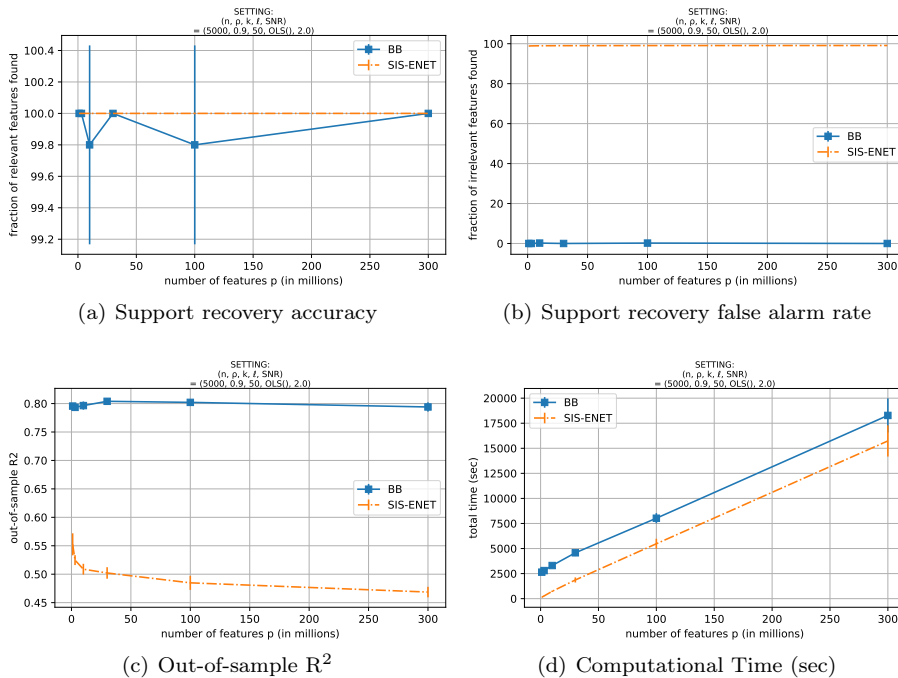 SETTING:
(n, ρ, k, ℓ, SNR)
= (5000, 0.9, 50, OLS(), 2.0)
100.4
100.2
100.0
99.8
99.6
99.4
99.2
fraction of relevant features found
BB
SIS-ENET
0 50 100 150 200 250 300
number of features p (in millions)
(a) Support recovery accuracy
SETTING:
(n, ρ, k, ℓ, SNR)
= (5000, 0.9, 50, OLS(), 2.0)
100
80
60
40
20
0
fraction of irrelevant features found
BB
SIS-ENET
0 50 100 150 200 250 300
number of features p (in millions)
(b) Support recovery false alarm rate
SETTING:
(n, ρ, k, ℓ, SNR)
= (5000, 0.9, 50, OLS(), 2.0)
0.80
0.75
0.70
0.65
0.60
0.55
0.50
0.45
out-of-sample R2
BB
SIS-ENET
0 50 100 150 200 250 300
number of features p (in millions)
(c) Out-of-sample R²
SETTING:
(n, ρ, k, ℓ, SNR)
= (5000, 0.9, 50, OLS(), 2.0)
20000
17500
15000
12500
10000
7500
5000
2500
0
total time (sec)
BB
SIS-ENET
0 50 100 150 200 250 300
number of features p (in millions)
(d) Computational Time (sec)